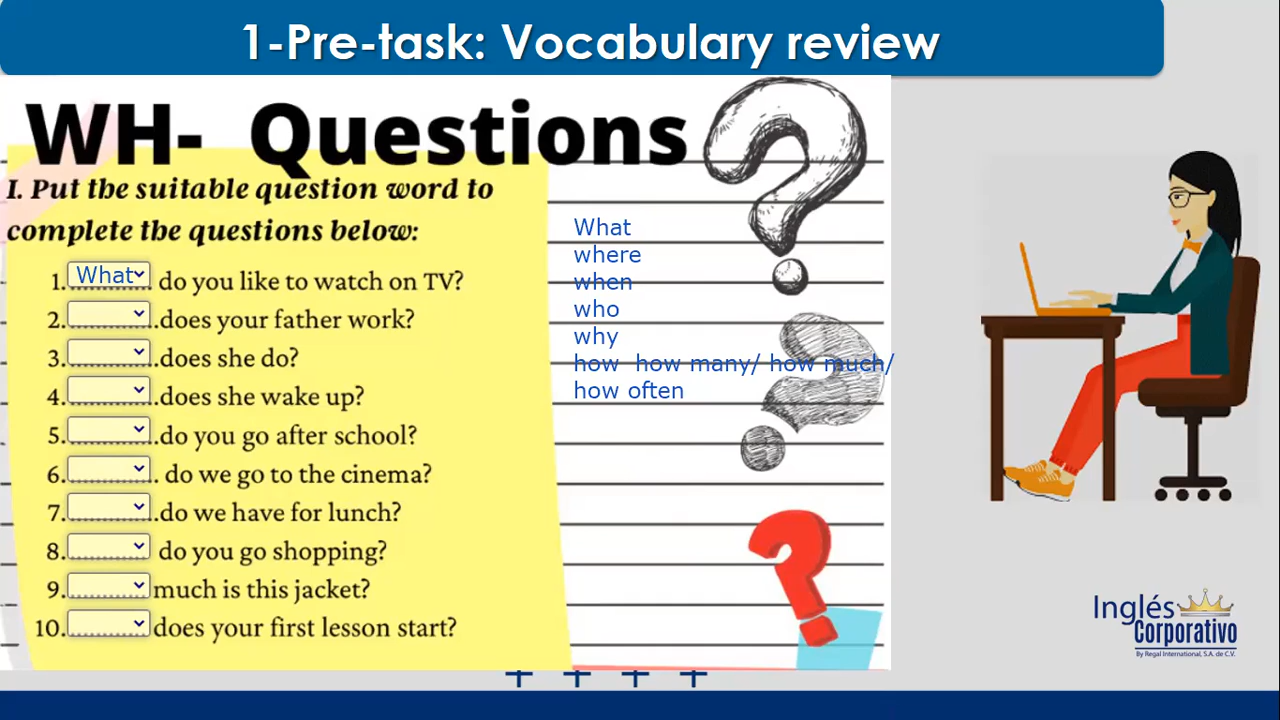 1-Pre-task: Vocabulary review
WH- Questions
I. Put the suitable question word to
complete the questions below:
1. What do you like to watch on TV?
2. .does your father work?
3. .does she do?
4. .does she wake up?
5. .do you go after school?
6. . do we go to the cinema?
7. .do we have for lunch?
8. do you go shopping?
9. much is this jacket?
10. does your first lesson start?
What
where
when
who
why
how how many/ how much/
how often
Inglés
Corporativo
By Regal International, S.A. de C.V.